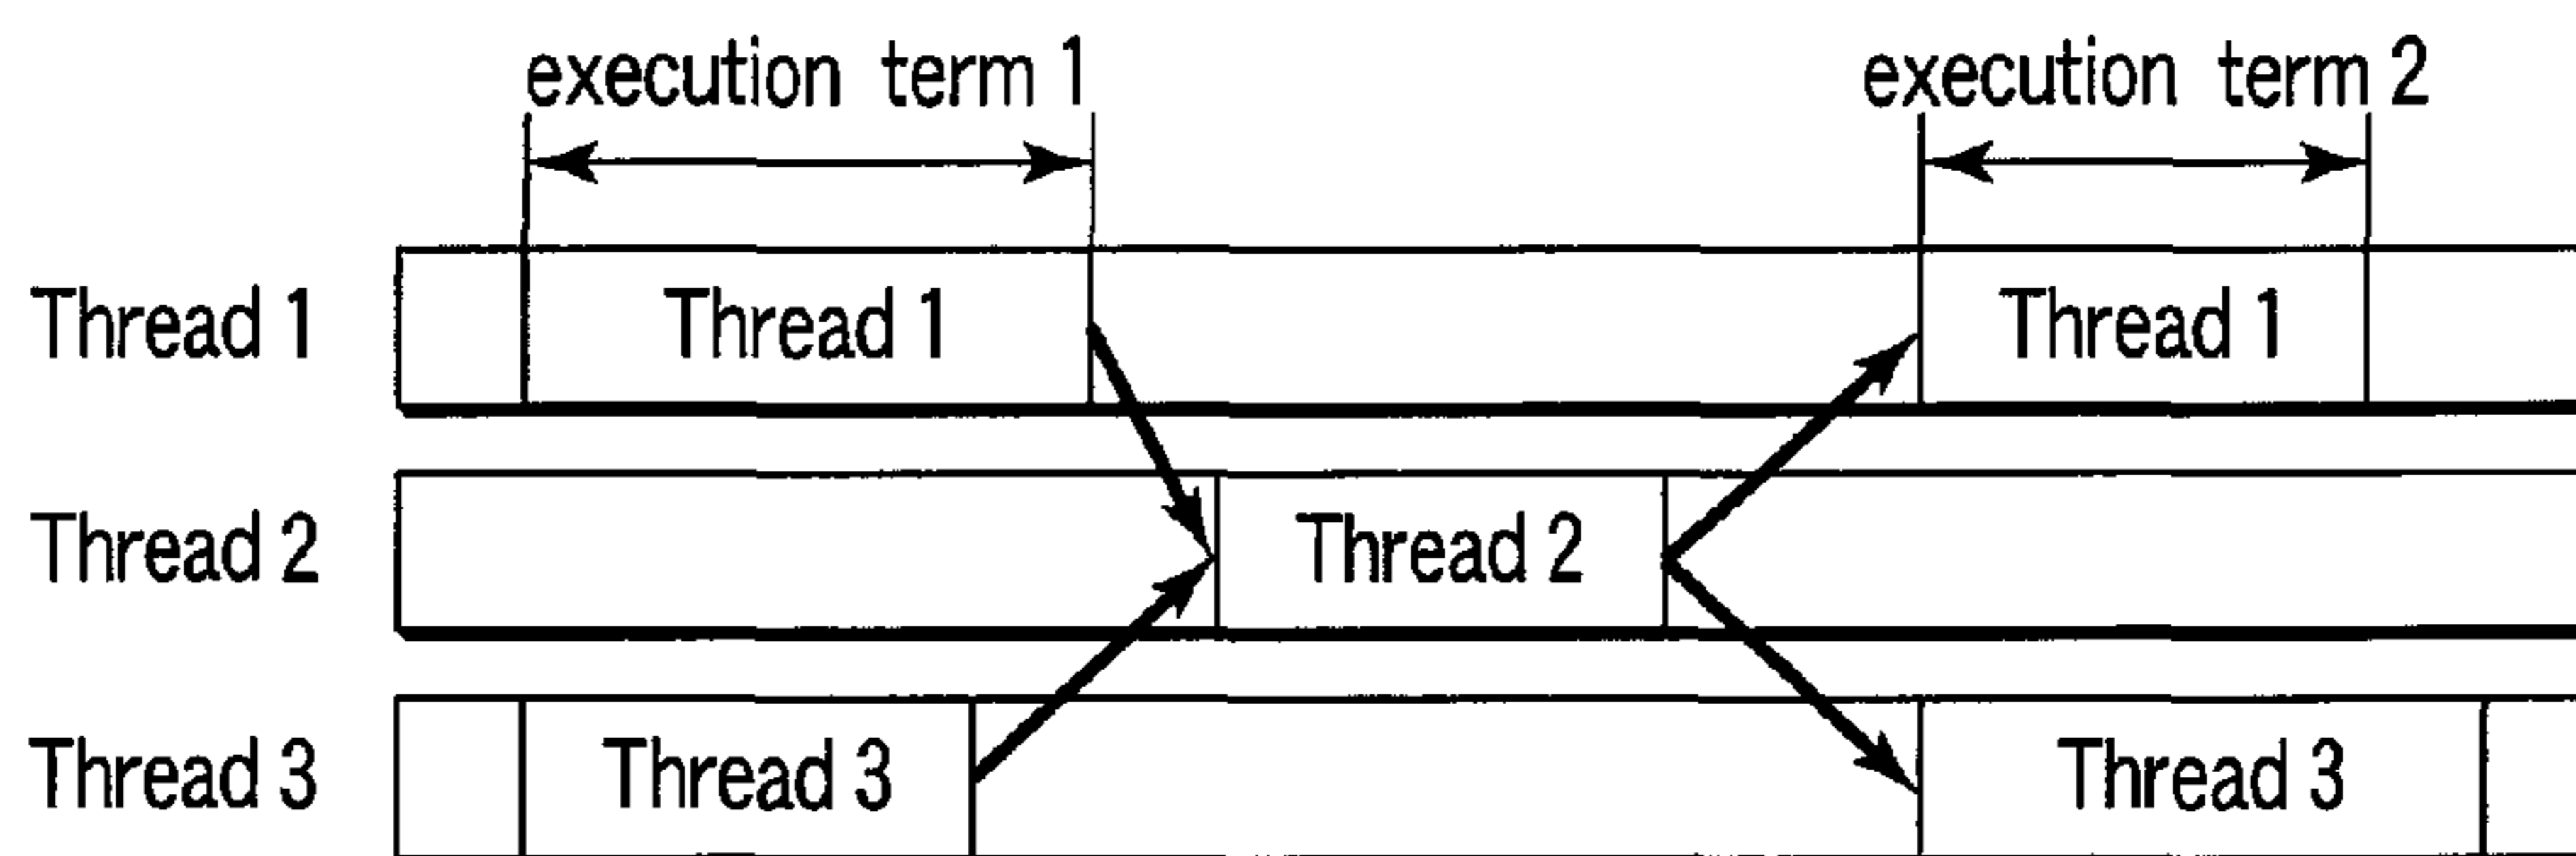 execution term 1 execution term 2
Thread 1 Thread 1 Thread 1
Thread 2 Thread 2
Thread 3 Thread 3 Thread 3